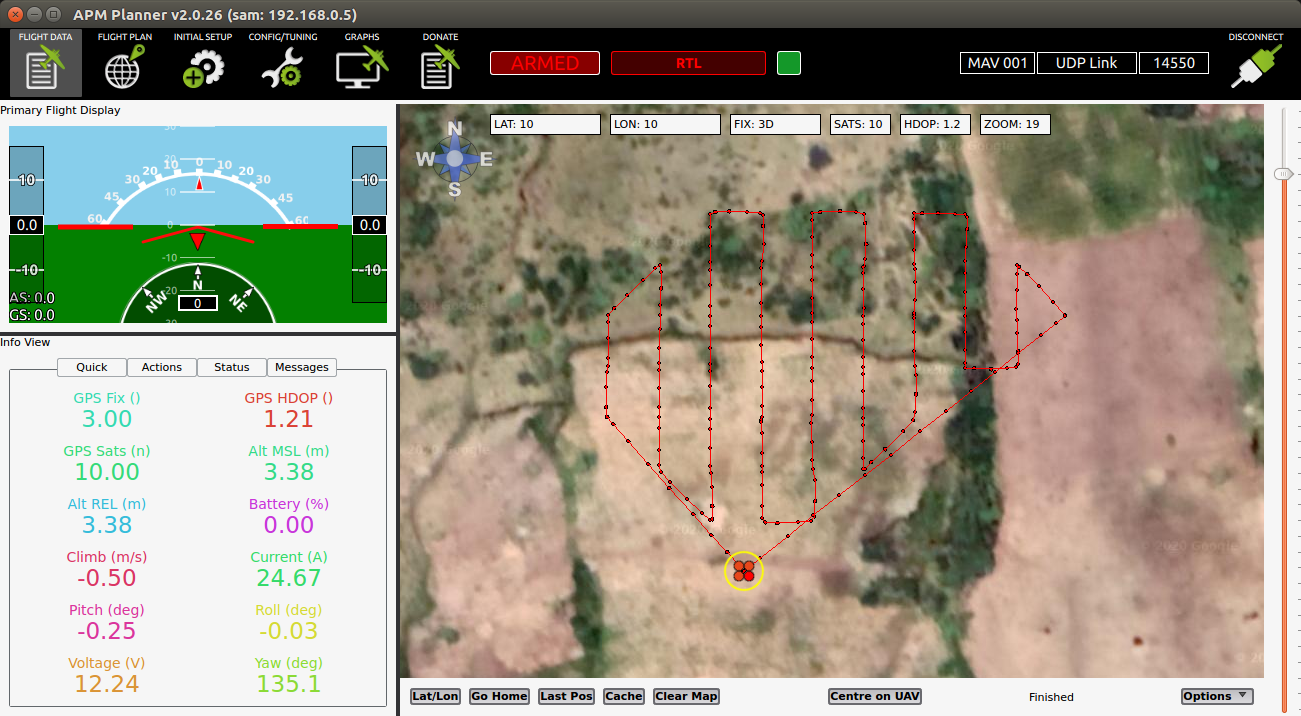 APM Planner v2.0.26 (sam: 192.168.0.5)
FLIGHT DATA FLIGHT PLAN INITIAL SETUP CONFIG/TUNING GRAPHS DONATE DISCONNECT
ARMED RTL MAV 001 UDP Link 14550
Primary Flight Display
LAT: 10 LON: 10 FIX: 3D SATS: 10 HDOP: 1.2 ZOOM: 19
N
W E
S
30
20
20 10 0 10 20
30 30
45 45
60 60
10 10 10
0.0 0 0.0
-10
-10 -10
-20
AS: 0.0
GS: 0.0
NW N NE
0
Info View
Quick Actions Status Messages
GPS Fix () GPS HDOP ()
3.00 1.21
GPS Sats (n) Alt MSL (m)
10.00 3.38
Alt REL (m) Battery (%)
3.38 0.00
Climb (m/s) Current (A)
-0.50 24.67
Pitch (deg) Roll (deg)
-0.25 -0.03
Voltage (V) Yaw (deg)
12.24 135.1
Lat/Lon Go Home Last Pos Cache Clear Map Centre on UAV Finished Options